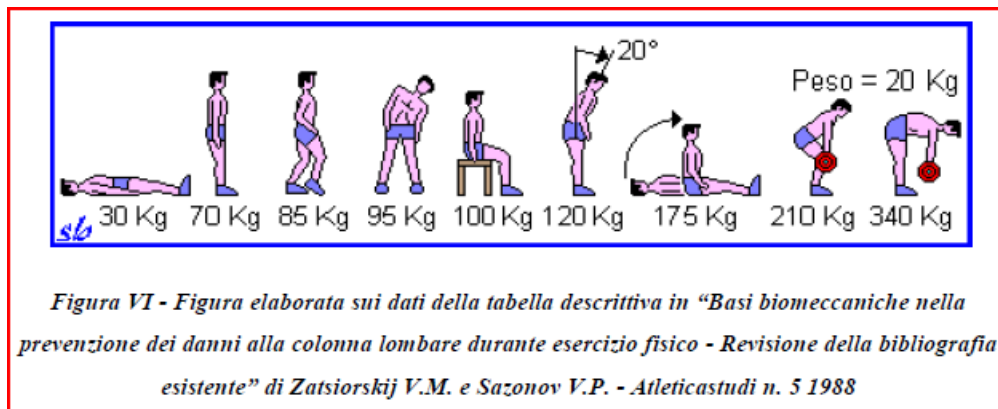 20°
Peso = 20 Kg
30 Kg 70 Kg 85 Kg 95 Kg 100 Kg 120 Kg 175 Kg 210 Kg 340 Kg
sb
Figura VI - Figura elaborata sui dati della tabella descrittiva in “Basi biomeccaniche nella
prevenzione dei danni alla colonna lombare durante esercizio fisico - Revisione della bibliografia
esistente” di Zatsiorskij V.M. e Sazonov V.P. - Atleticastudi n. 5 1988